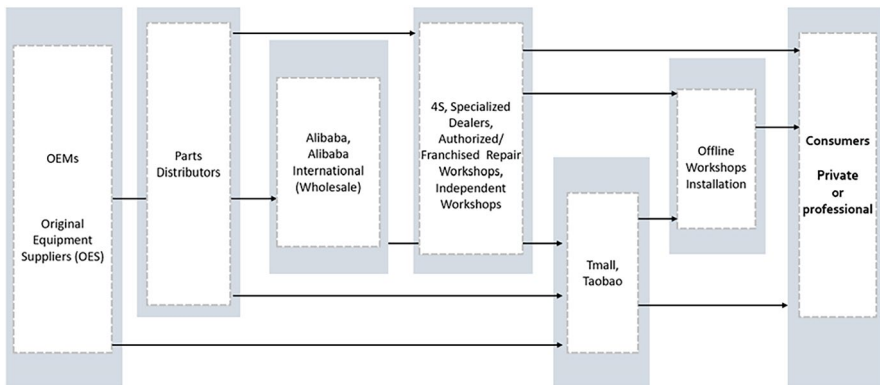 OEMs
Original
Equipment
Suppliers (OES)
Parts
Distributors
Alibaba,
Alibaba
International
(Wholesale)
4S, Specialized
Dealers,
Authorized/
Franchised Repair
Workshops,
Independent
Workshops
Tmall,
Taobao
Offline
Workshops
Installation
Consumers
Private
or
professional